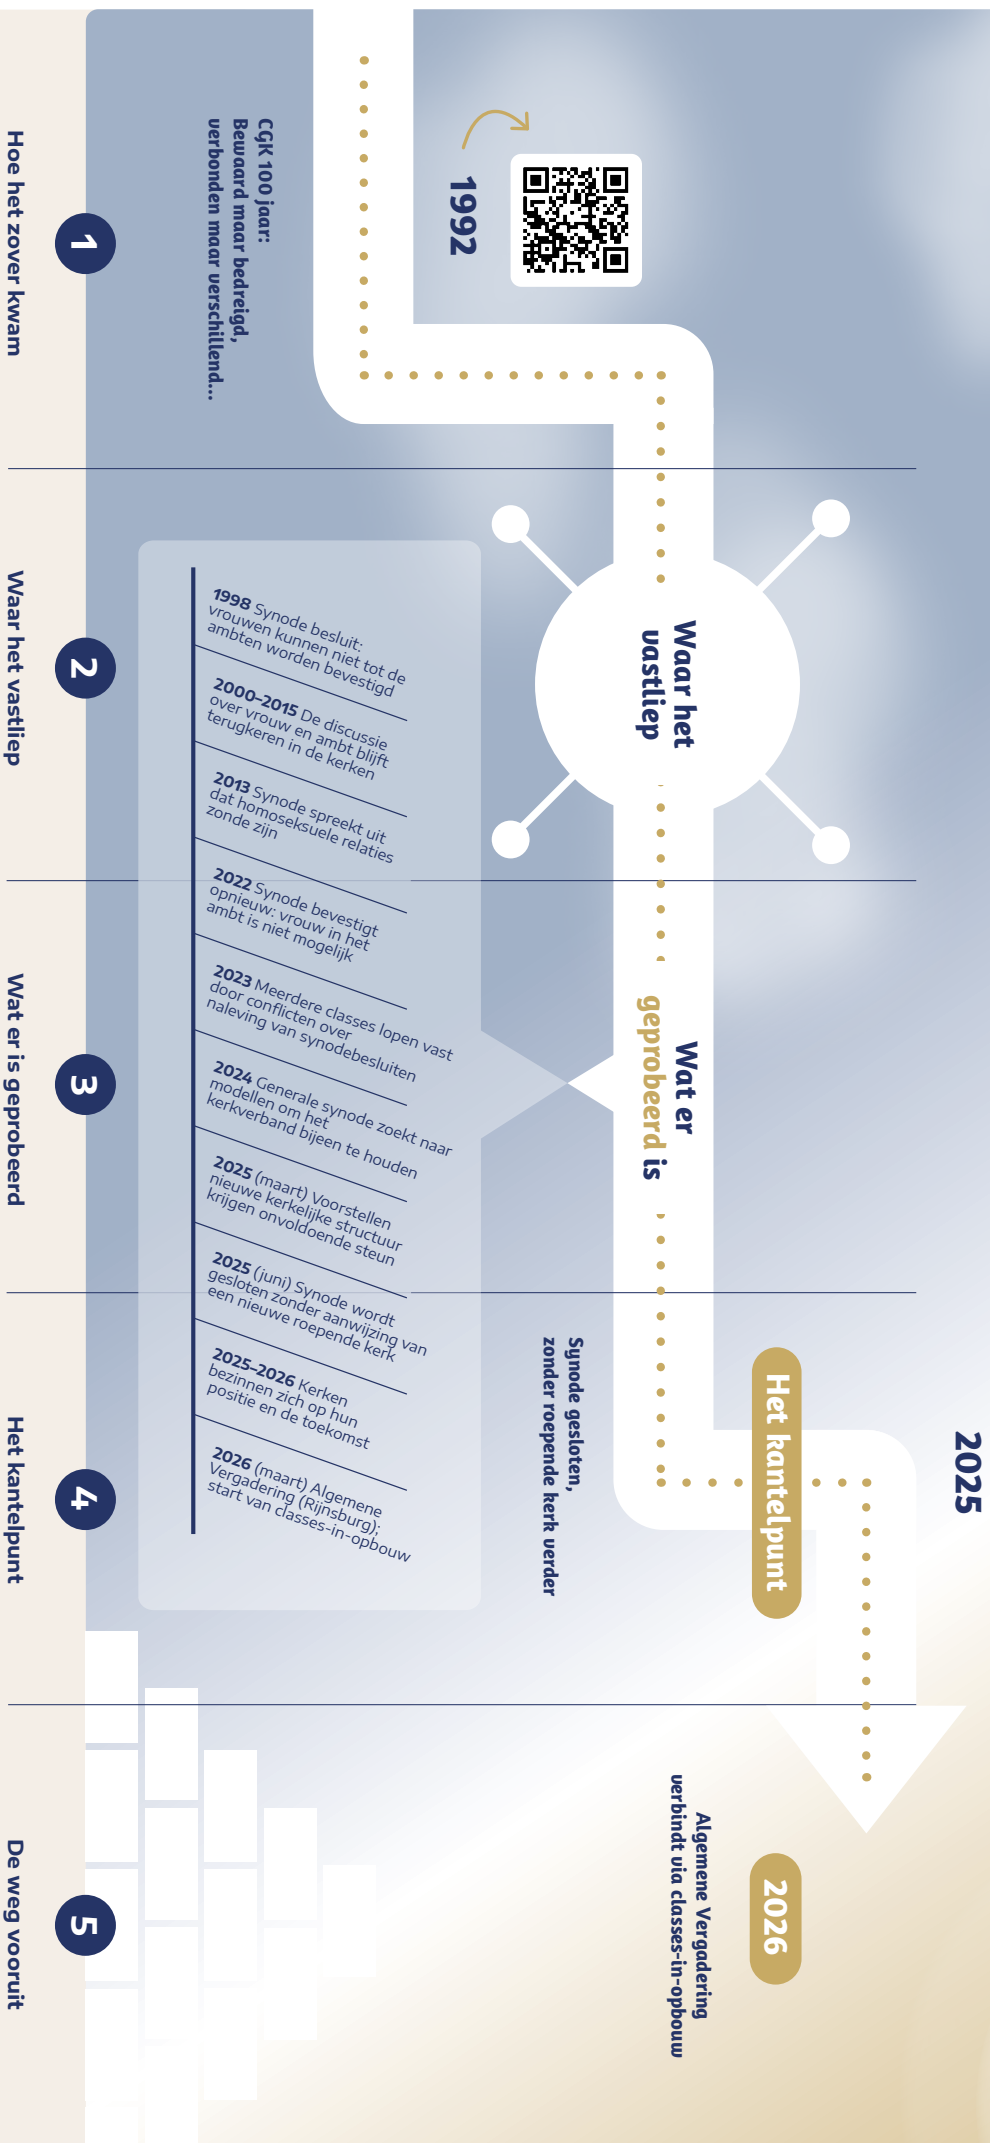 1992
CGK 100 jaar:
Bewaard maar bedreigd,
verbonden maar verschillend...
1
Hoe het zover kwam
Waar het
vastliep
2
Waar het vastliep
1998 Synode besluit:
vrouwen kunnen niet tot de
ambten worden bevestigd
2000–2015 De discussie
over vrouw en ambt blijft
terugkeren in de kerken
2013 Synode spreekt uit
dat homoseksuele relaties
zonde zijn
2022 Synode bevestigt
opnieuw: vrouw in het
ambt is niet mogelijk
2023 Meerdere classes lopen vast
door conflicten over
naleving van synodebesluiten
2024 Generale synode zoekt naar
modellen om het
kerkverband bijeen te houden
2025 (maart) Voorstellen
nieuwe kerkelijke structuur
krijgen onvoldoende steun
2025 (juni) Synode wordt
gesloten zonder aanwijzing van
een nieuwe roepende kerk
2025–2026 Kerken
bezinnen zich op hun
positie en de toekomst
2026 (maart) Algemene
Vergadering (Rijnsburg);
start van classes-in-opbouw
Wat er
geprobeerd is
3
Wat er is geprobeerd
2025
Het kantelpunt
Synode gesloten,
zonder roepende kerk verder
4
Het kantelpunt
2026
Algemene Vergadering
verbindt via classes-in-opbouw
5
De weg vooruit